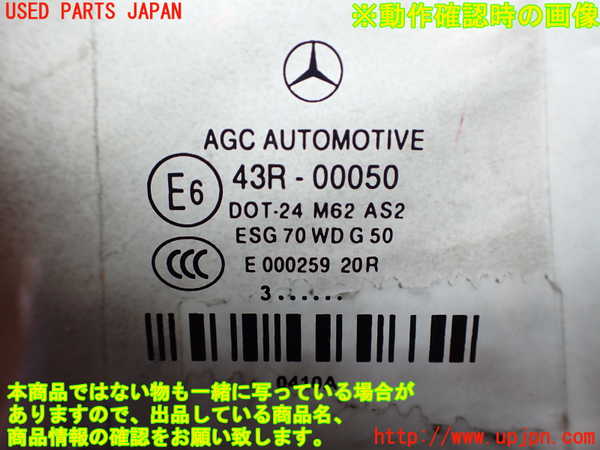 USED PARTS JAPAN
※動作確認時の画像
AGC AUTOMOTIVE
E6
43R - 00050
DOT-24 M62 AS2
ESG 70 WD G 50
CCC
E 000259 20R
3......
0410A
本商品ではない物も一緒に写っている場合が
ありますので、出品している商品名、
商品情報の確認をお願い致します。
http://www.upjpn.com/